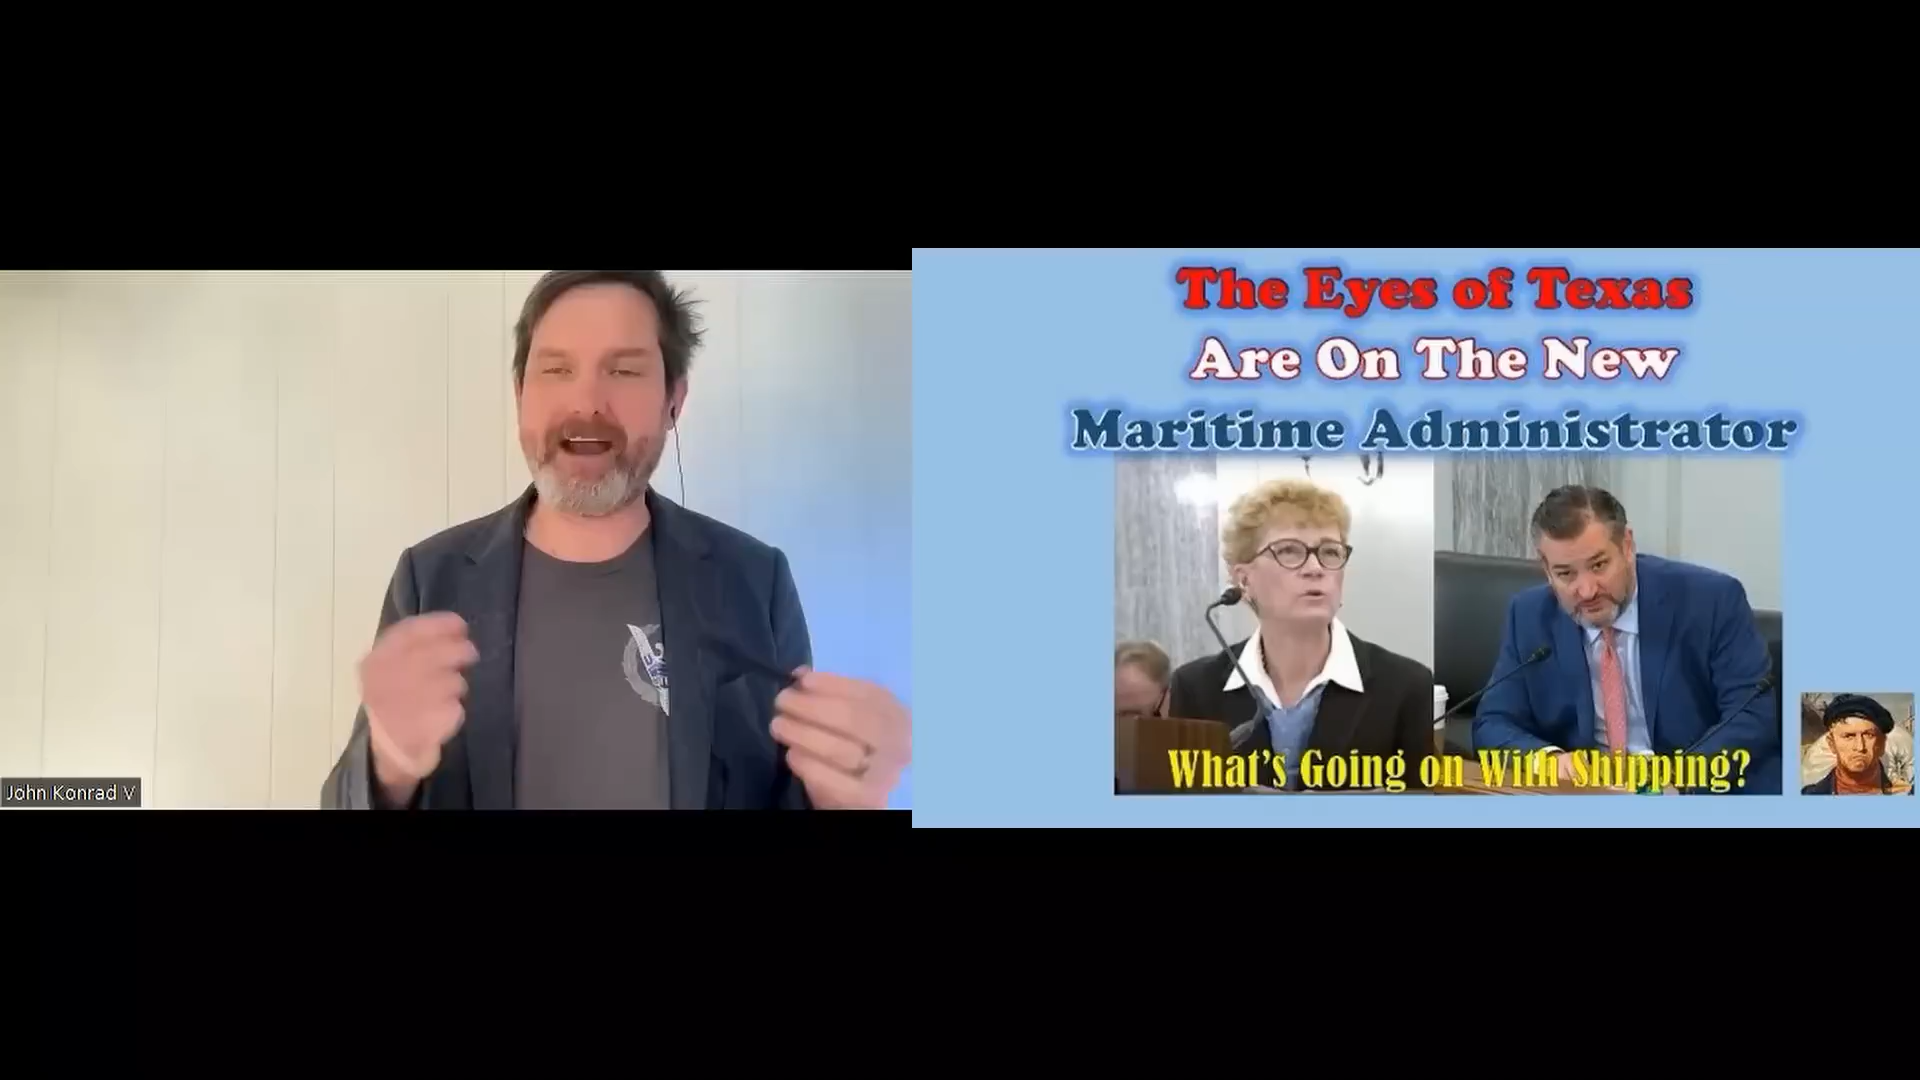 The Eyes of Texas
Are On The New
Maritime Administrator
What's Going on With Shipping?
John Konrad V